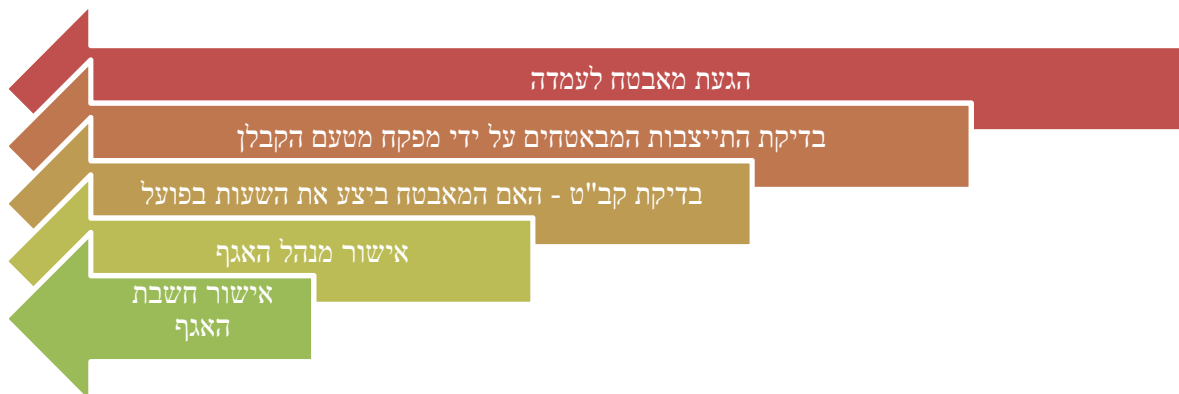 הגעת מאבטח לעמדה
בדיקת התייצבות המבאטחים על ידי מפקח מטעם הקבלן
בדיקת קב"ט - האם המאבטח ביצע את השעות בפועל
אישור מנהל האגף
אישור חשבת
האגף